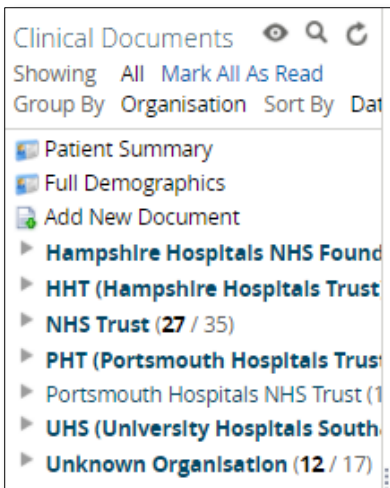 Clinical Documents
Showing All Mark All As Read
Group By Organisation Sort By Dat
Patient Summary
Full Demographics
Add New Document
Hampshire Hospitals NHS Found
HHT (Hampshire Hospitals Trust
NHS Trust (27 / 35)
PHT (Portsmouth Hospitals Trust
Portsmouth Hospitals NHS Trust (1
UHS (University Hospitals South
Unknown Organisation (12 / 17)